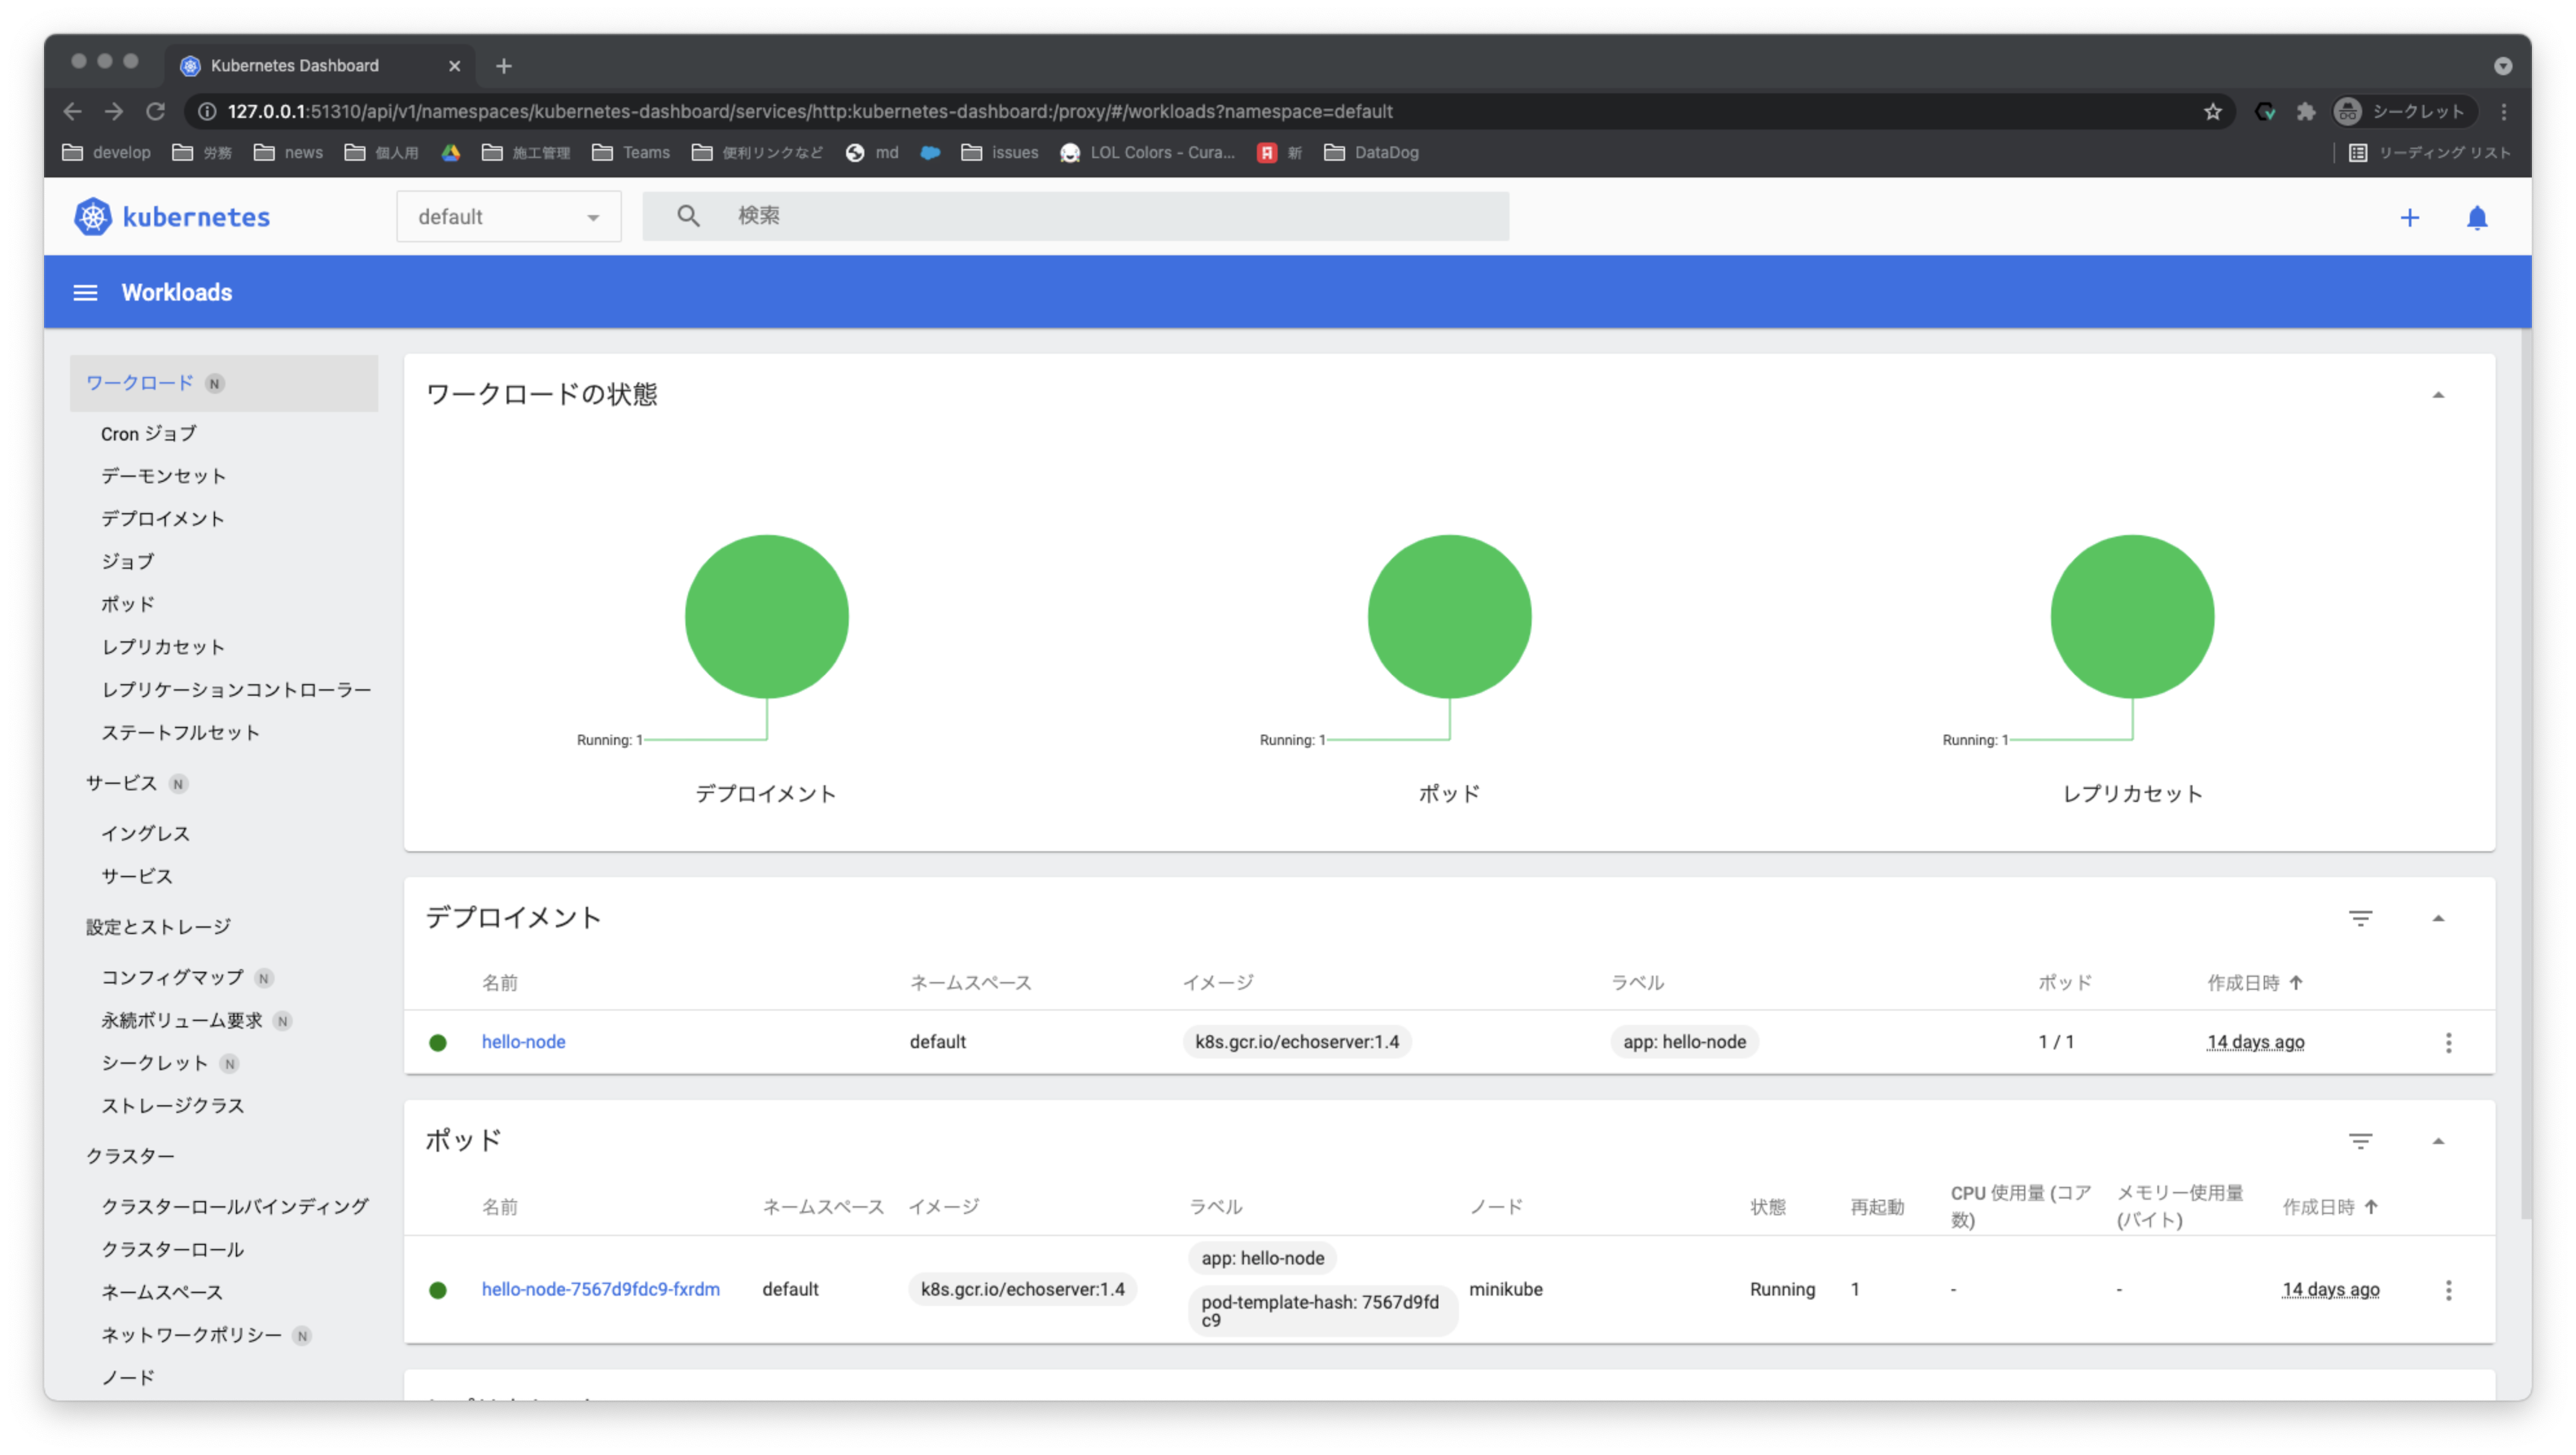 Kubernetes Dashboard
127.0.0.1:51310/api/v1/namespaces/kubernetes-dashboard/services/http:kubernetes-dashboard:/proxy/#/workloads?namespace=default
シークレット
develop 労務 news 個人用 施工管理 Teams 便利リンクなど md issues LOL Colors - Cura... 新 DataDog リーディング リスト
kubernetes default 検索
Workloads
ワークロード N
Cron ジョブ
デーモンセット
デプロイメント
ジョブ
ポッド
レプリカセット
レプリケーションコントローラー
ステートフルセット
サービス N
イングレス
サービス
設定とストレージ
コンフィグマップ N
永続ボリューム要求 N
シークレット N
ストレージクラス
クラスター
クラスターロールバインディング
クラスターロール
ネームスペース
ネットワークポリシー N
ノード
ワークロードの状態
Running: 1 Running: 1 Running: 1
デプロイメント ポッド レプリカセット
デプロイメント
名前 ネームスペース イメージ ラベル ポッド 作成日時
hello-node default k8s.gcr.io/echoserver:1.4 app: hello-node 1 / 1 14 days ago
ポッド
名前 ネームスペース イメージ ラベル ノード 状態 再起動 CPU 使用量 (コア数) メモリー使用量 (バイト) 作成日時
hello-node-7567d9fdc9-fxrdm default k8s.gcr.io/echoserver:1.4 app: hello-node pod-template-hash: 7567d9fdc9 minikube Running 1 - - 14 days ago